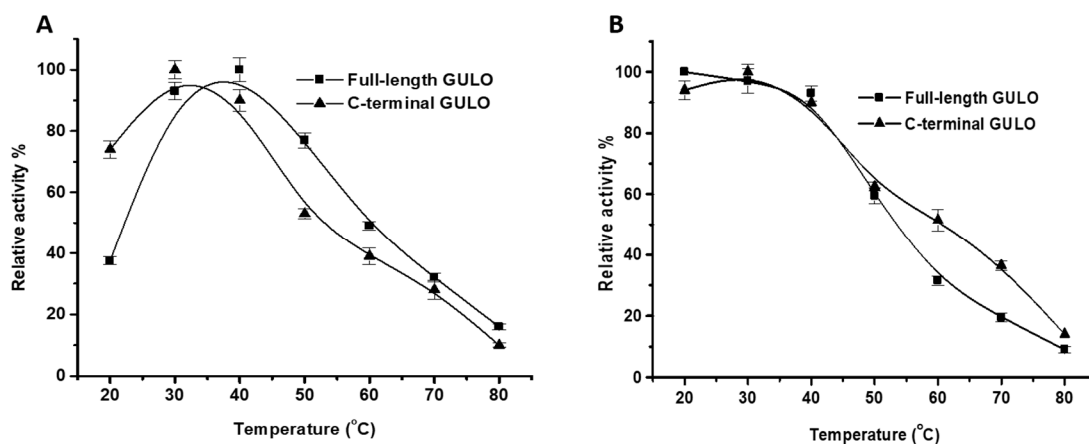 A
Relative activity %
100
80
60
40
20
0
Full-length GULO
C-terminal GULO
20 30 40 50 60 70 80
Temperature (°C)
B
Relative activity %
100
80
60
40
20
0
Full-length GULO
C-terminal GULO
20 30 40 50 60 70 80
Temperature (°C)